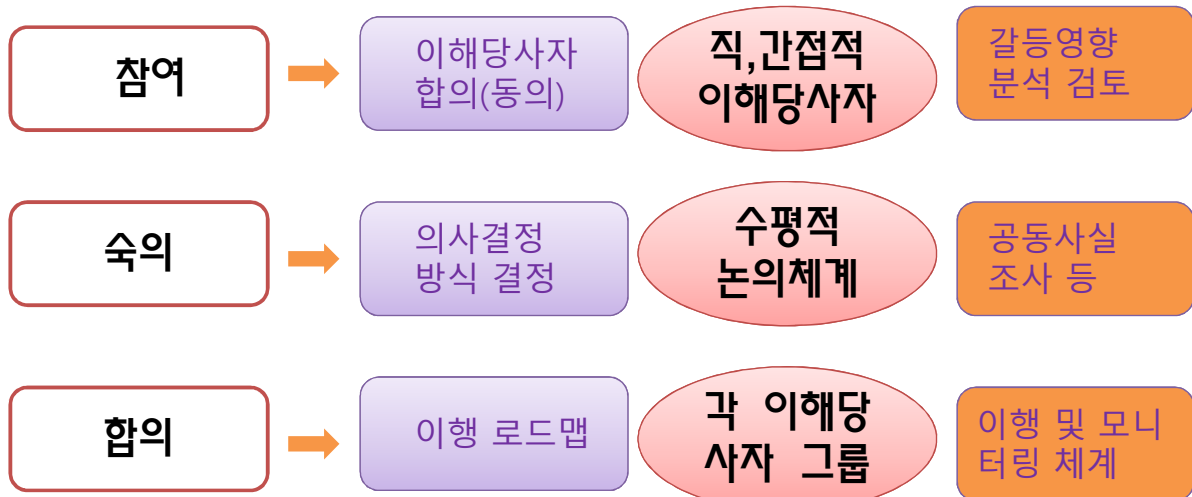 참여
이해당사자
합의(동의)
직,간접적
이해당사자
갈등영향
분석 검토
숙의
의사결정
방식 결정
수평적
논의체계
공동사실
조사 등
합의
이행 로드맵
각 이해당
사자 그룹
이행 및 모니
터링 체계